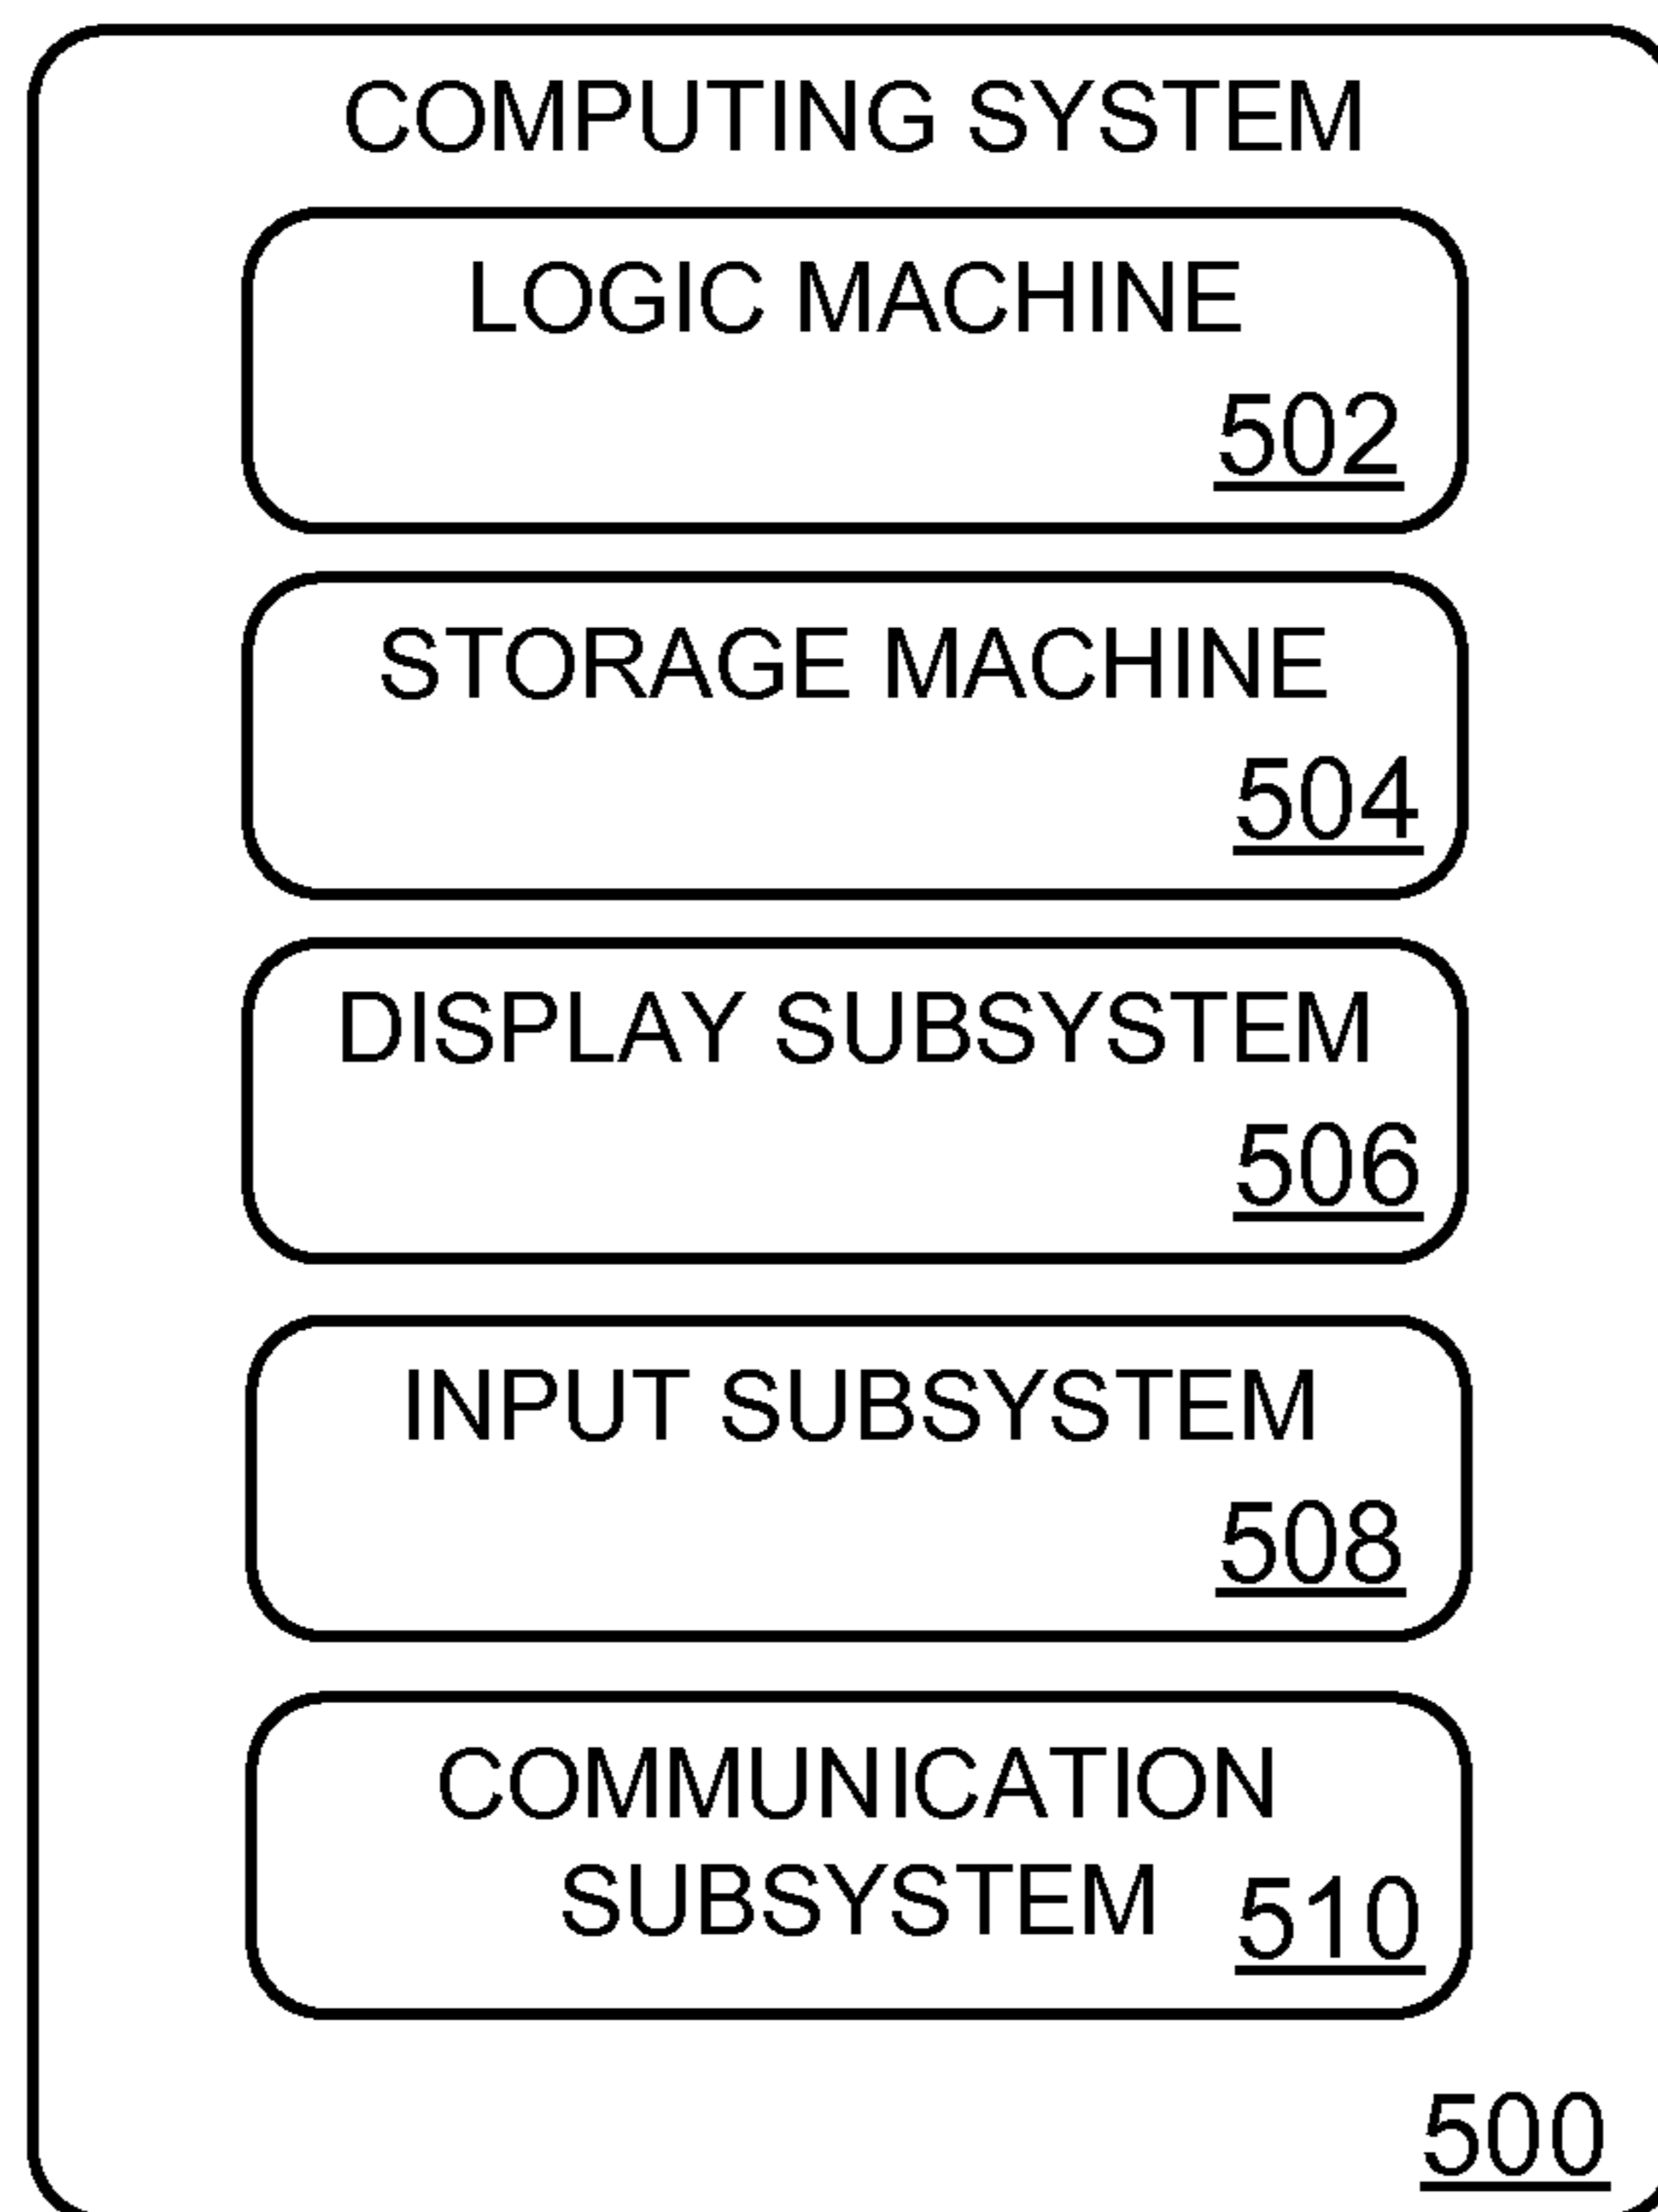 COMPUTING SYSTEM
LOGIC MACHINE
502
STORAGE MACHINE
504
DISPLAY SUBSYSTEM
506
INPUT SUBSYSTEM
508
COMMUNICATION
SUBSYSTEM 510
500